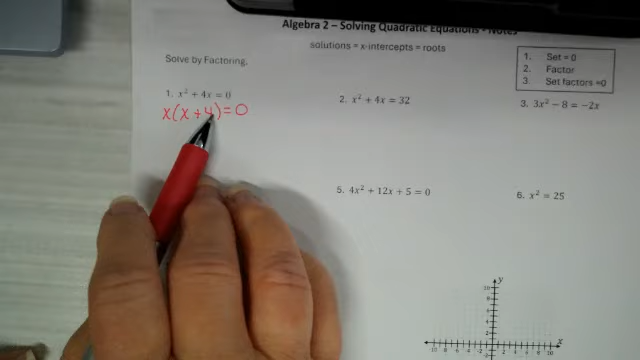 Algebra 2 – Solving Quadratic Equations - Notes
solutions = x-intercepts = roots
Solve by Factoring.
1. Set = 0
2. Factor
3. Set factors =0
1. x² + 4x = 0
x(x+4)=0
2. x² + 4x = 32
3. 3x² − 8 = −2x
5. 4x² + 12x + 5 = 0
6. x² = 25
y
x